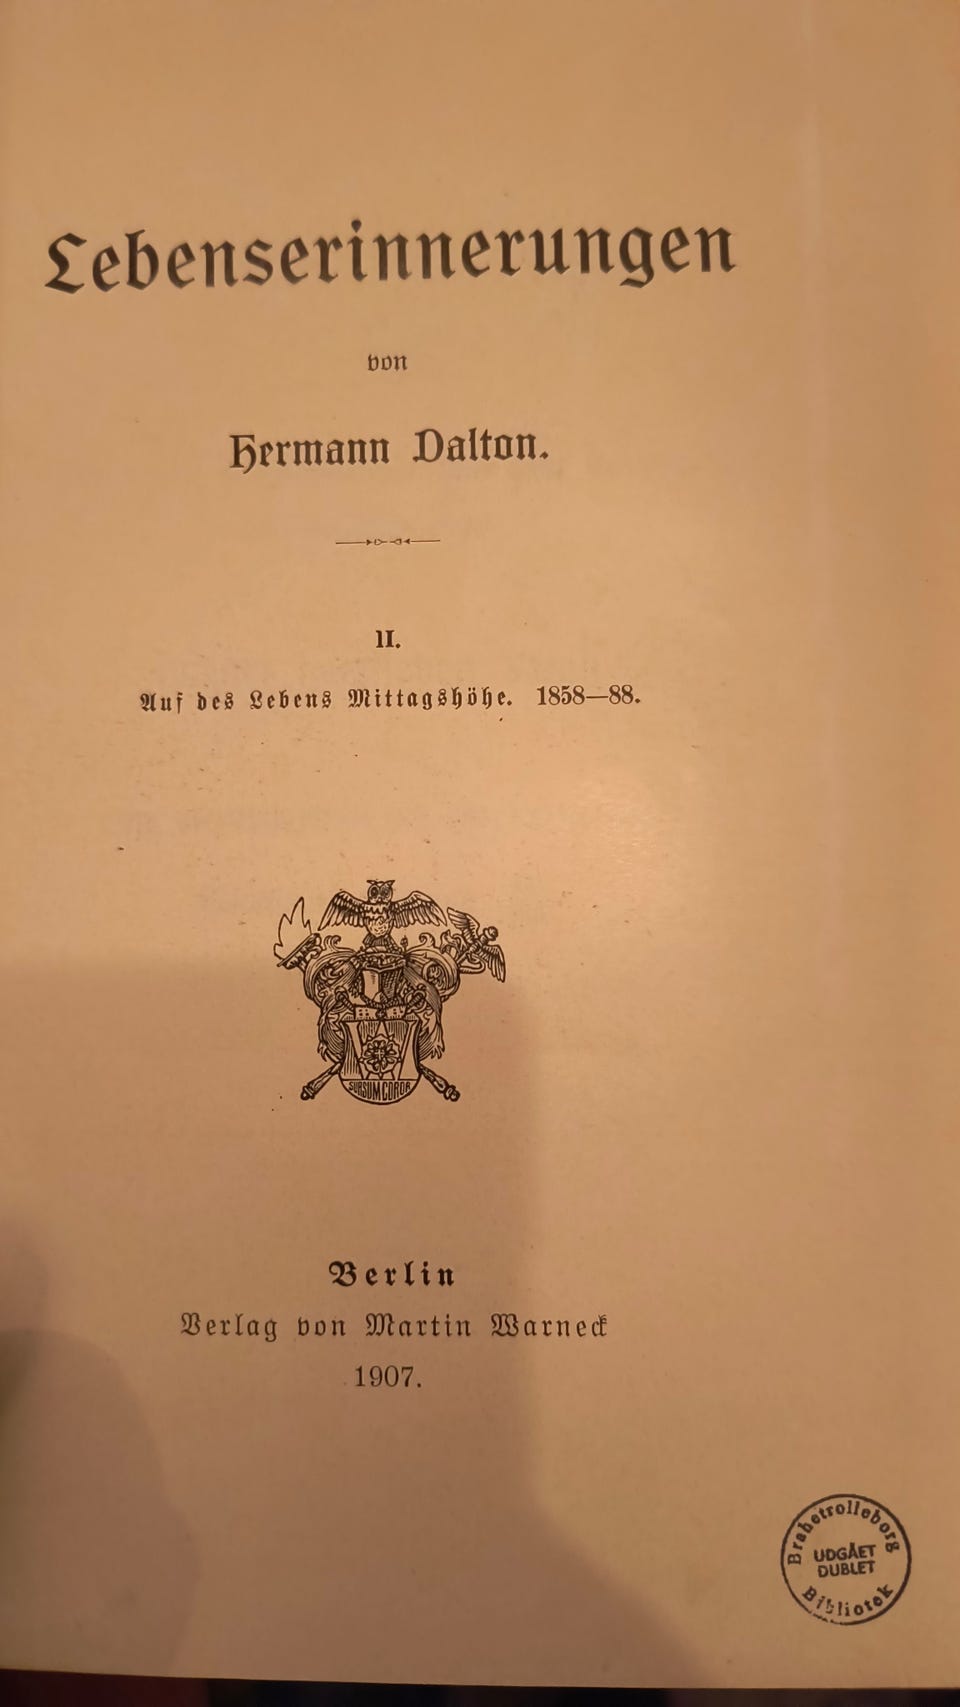 Lebenserinnerungen
von
Hermann Dalton.
II.
Auf des Lebens Mittagshöhe. 1858—88.
SURSUM CORDA
Berlin
Verlag von Martin Warneck
1907.
Brahetrolleborg
UDGÅET
DUBLET
Bibliotek